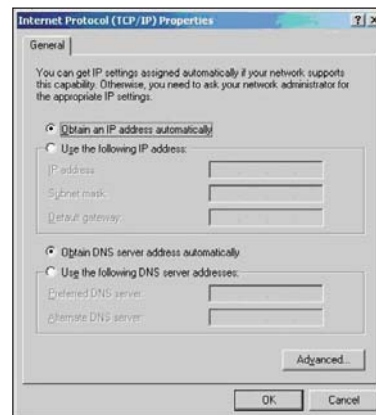 Internet Protocol (TCP/IP) Properties
General
You can get IP settings assigned automatically if your network supports
this capability. Otherwise, you need to ask your network administrator for
the appropriate IP settings.
Obtain an IP address automatically
Use the following IP address:
IP address:
Subnet mask:
Default gateway:
Obtain DNS server address automatically
Use the following DNS server addresses:
Preferred DNS server:
Alternate DNS server:
Advanced...
OK Cancel